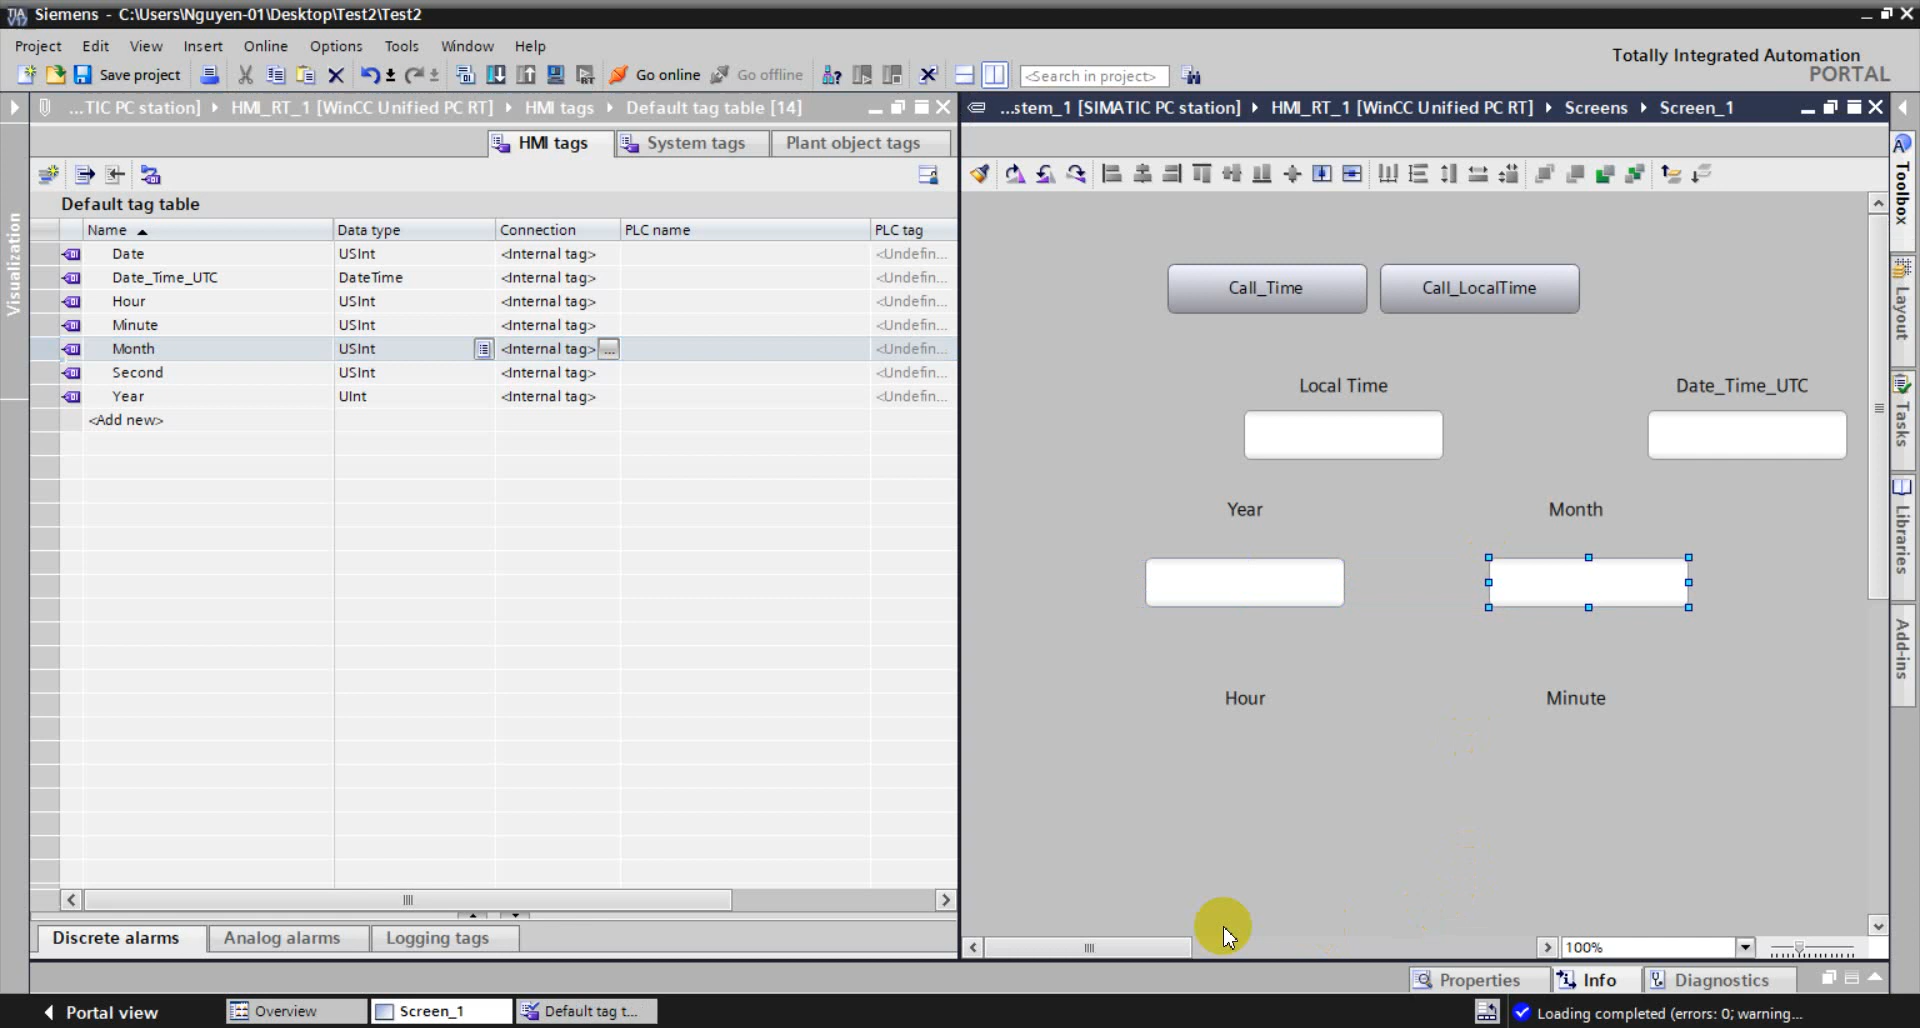 Siemens - C:\Users\Nguyen-01\Desktop\Test2\Test2
Project Edit View Insert Online Options Tools Window Help
Totally Integrated Automation
PORTAL
Save project Go online Go offline <Search in project>
...TIC PC station] HMI_RT_1 [WinCC Unified PC RT] HMI tags Default tag table [14]
HMI tags System tags Plant object tags
Default tag table
Name Data type Connection PLC name PLC tag
Date USInt <Internal tag> <Undefin...
Date_Time_UTC DateTime <Internal tag> <Undefin...
Hour USInt <Internal tag> <Undefin...
Minute USInt <Internal tag> <Undefin...
Month USInt <Internal tag> ... <Undefin...
Second USInt <Internal tag> <Undefin...
Year UInt <Internal tag> <Undefin...
<Add new>
Discrete alarms Analog alarms Logging tags
Visualization
...stem_1 [SIMATIC PC station] HMI_RT_1 [WinCC Unified PC RT] Screens Screen_1
Call_Time Call_LocalTime
Local Time Date_Time_UTC
Year Month
Hour Minute
100%
Toolbox
Layout
Tasks
Libraries
Add-ins
Properties Info Diagnostics
Portal view Overview Screen_1 Default tag t...
Loading completed (errors: 0; warning...